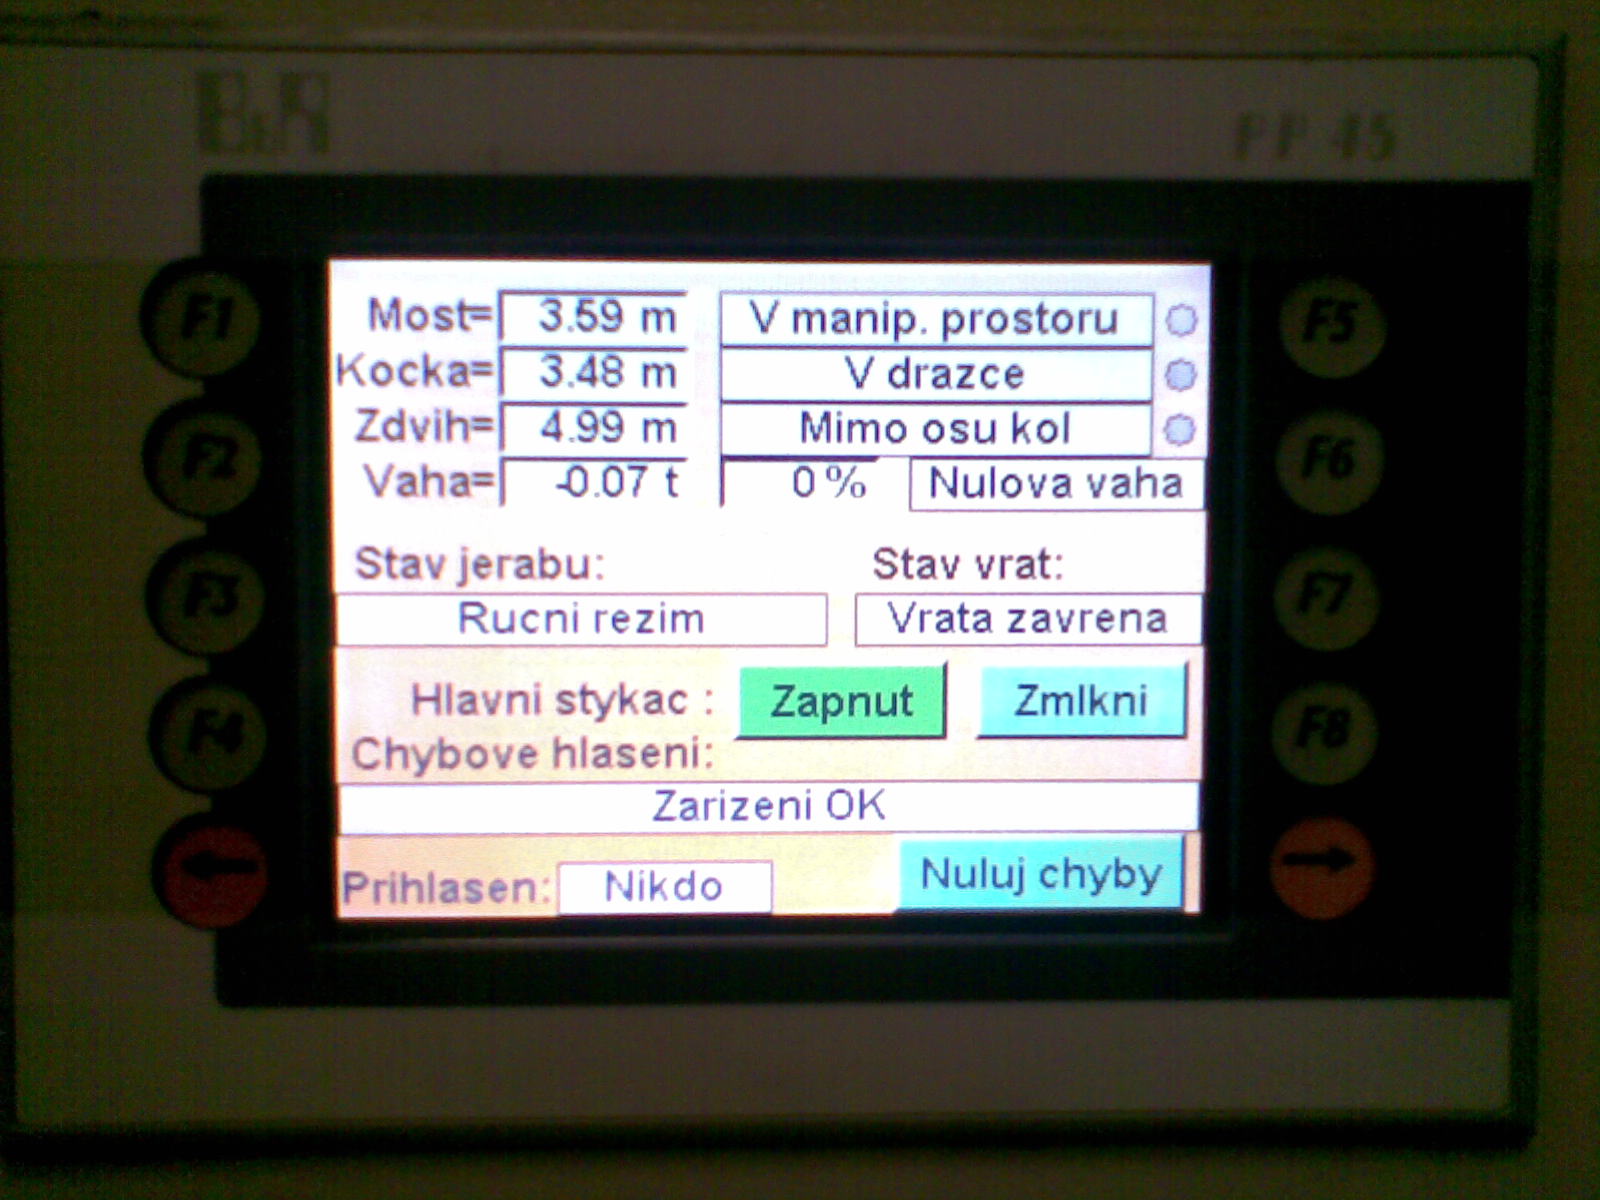 B&R
PP 45
F1
F2
F3
F4
Most= 3.59 m V manip. prostoru
Kocka= 3.48 m V drazce
Zdvih= 4.99 m Mimo osu kol
Vaha= -0.07 t 0% Nulova vaha
Stav jerabu: Stav vrat:
Rucni rezim Vrata zavrena
Hlavni stykac : Zapnut Zmlkni
Chybove hlaseni:
Zarizeni OK
Prihlasen: Nikdo Nuluj chyby
F5
F6
F7
F8